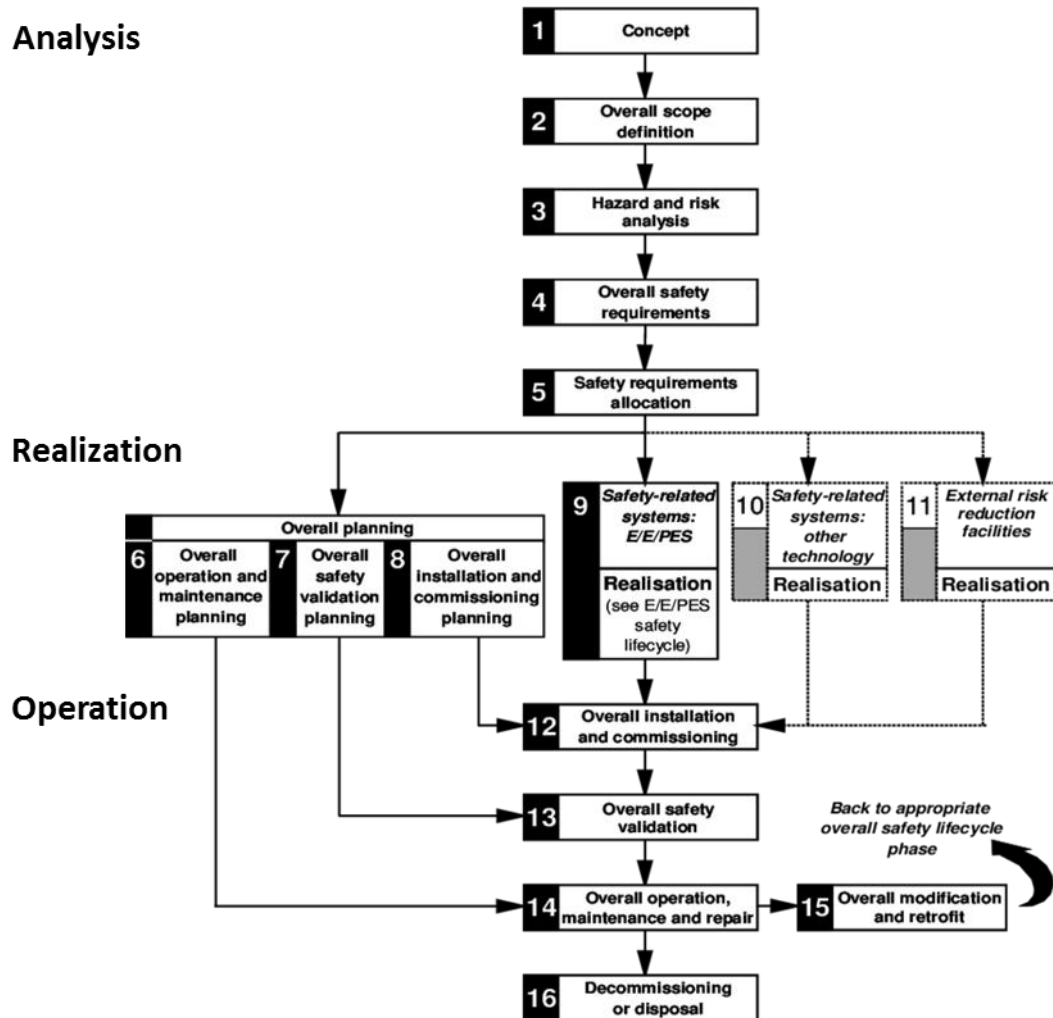 Analysis
1
Concept
2
Overall scope
definition
3
Hazard and risk
analysis
4
Overall safety
requirements
5
Safety requirements
allocation
Realization
Overall planning
6
Overall
operation and
maintenance planning
7
Overall
safety
validation
planning
8
Overall
installation and
commissioning
planning
9
Safety-related
systems:
E/E/PES
Realisation
(see E/E/PES
safety
lifecycle)
10
Safety-related
systems:
other
technology
Realisation
11
External risk
reduction
facilities
Realisation
Operation
12
Overall installation
and commissioning
13
Overall safety
validation
Back to appropriate
overall safety lifecycle
phase
14
Overall operation,
maintenance and repair
15
Overall modification
and retrofit
16
Decommissioning
or disposal